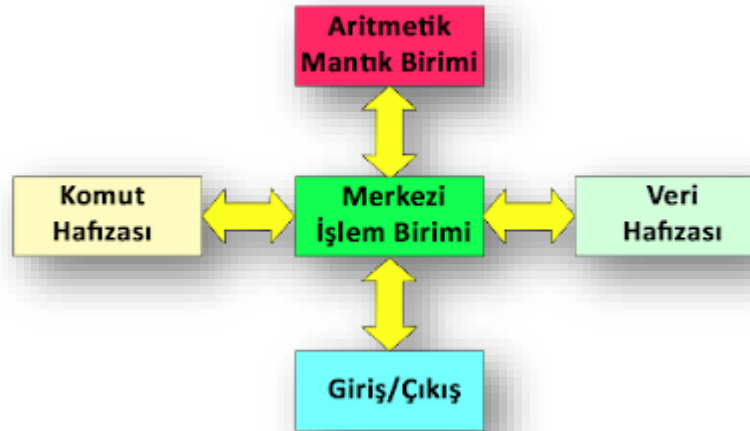 Aritmetik
Mantık Birimi
Komut
Hafızası
Merkezi
İşlem Birimi
Veri
Hafızası
Giriş/Çıkış